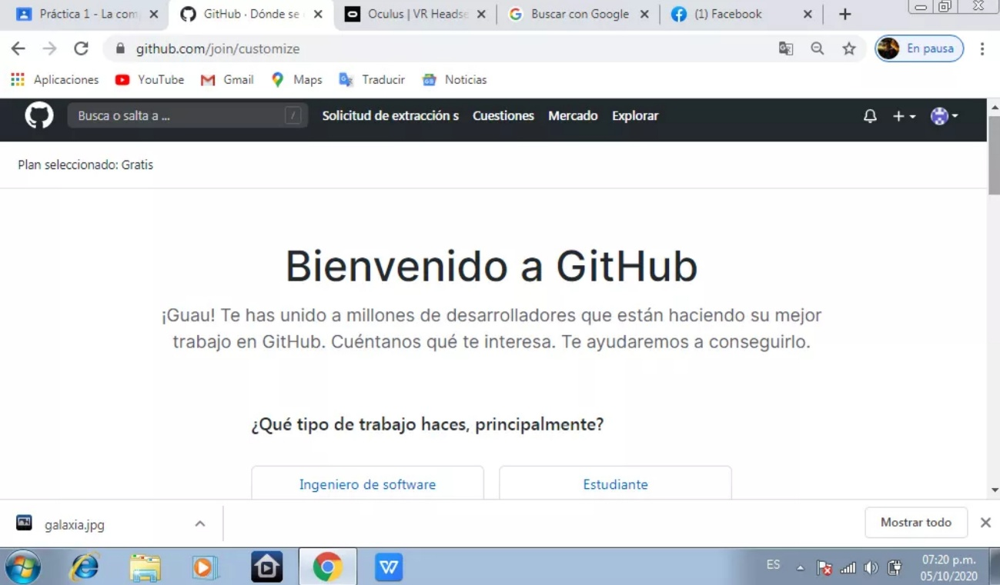 Práctica 1 - La com
GitHub · Dónde se
Oculus | VR Heads
Buscar con Google
(1) Facebook
github.com/join/customize
En pausa
Aplicaciones
YouTube
Gmail
Maps
Traducir
Noticias
Busca o salta a ...
/
Solicitud de extracción s
Cuestiones
Mercado
Explorar
Plan seleccionado: Gratis
Bienvenido a GitHub
¡Guau! Te has unido a millones de desarrolladores que están haciendo su mejor
trabajo en GitHub. Cuéntanos qué te interesa. Te ayudaremos a conseguirlo.
¿Qué tipo de trabajo haces, principalmente?
Ingeniero de software
Estudiante
galaxia.jpg
Mostrar todo
ES
07:20 p.m.
05/10/2020